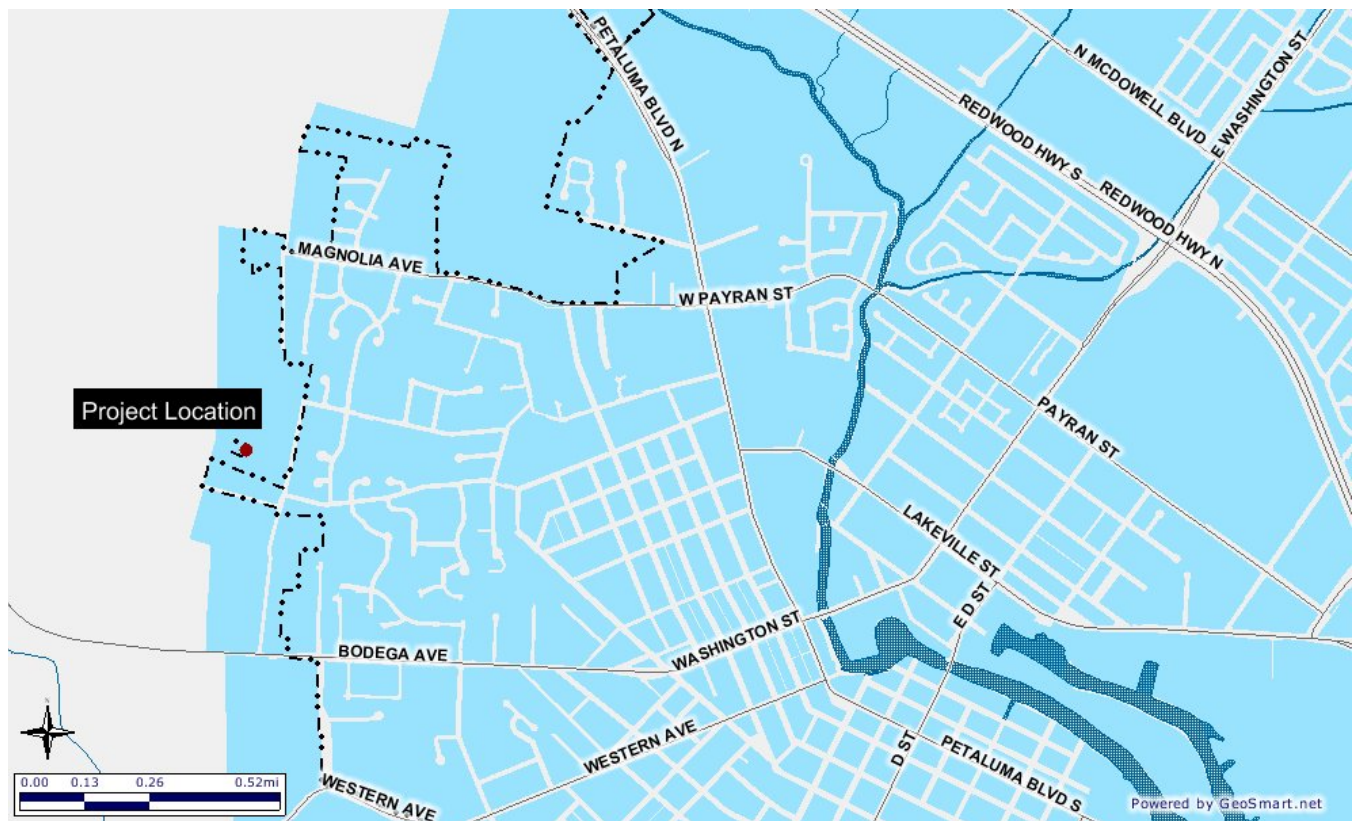 PETALUMA BLVD N
N MCDOWELL BLVD
E WASHINGTON ST
REDWOOD HWY S
REDWOOD HWY N
MAGNOLIA AVE
W PAYRAN ST
Project Location
PAYRAN ST
LAKEVILLE ST
E D ST
WASHINGTON ST
BODEGA AVE
WESTERN AVE
D ST
PETALUMA BLVD S
WESTERN AVE
0.00 0.13 0.26 0.52mi
Powered by GeoSmart.net